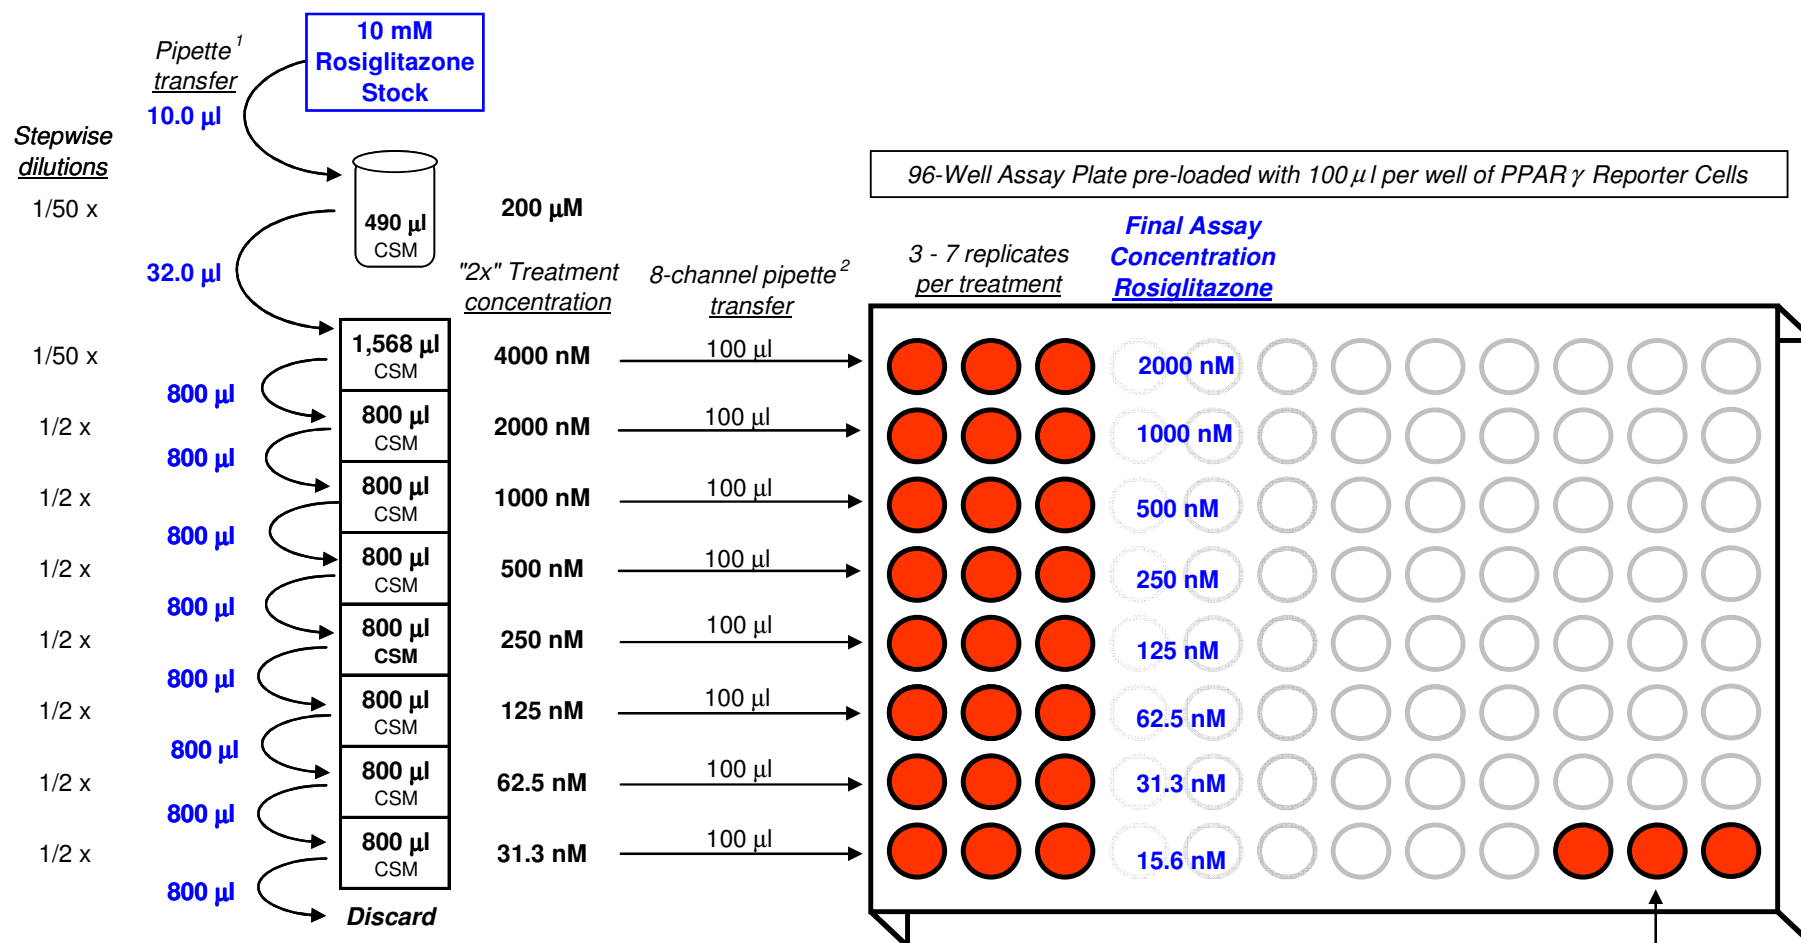 10 mM
Rosiglitazone
Stock
Pipette 1
transfer
10.0 µl
Stepwise
dilutions
1/50 x
490 µl
CSM
200 µM
32.0 µl
96-Well Assay Plate pre-loaded with 100 µl per well of PPARγ Reporter Cells
"2x" Treatment
concentration
8-channel pipette 2
transfer
3 - 7 replicates
per treatment
Final Assay
Concentration
Rosiglitazone
1/50 x
1,568 µl
CSM
4000 nM
100 µl
2000 nM
800 µl
1/2 x
800 µl
CSM
2000 nM
100 µl
1000 nM
800 µl
1/2 x
800 µl
CSM
1000 nM
100 µl
500 nM
800 µl
1/2 x
800 µl
CSM
500 nM
100 µl
250 nM
800 µl
1/2 x
800 µl
CSM
250 nM
100 µl
125 nM
800 µl
1/2 x
800 µl
CSM
125 nM
100 µl
62.5 nM
800 µl
1/2 x
800 µl
CSM
62.5 nM
100 µl
31.3 nM
800 µl
1/2 x
800 µl
CSM
31.3 nM
100 µl
15.6 nM
800 µl
Discard